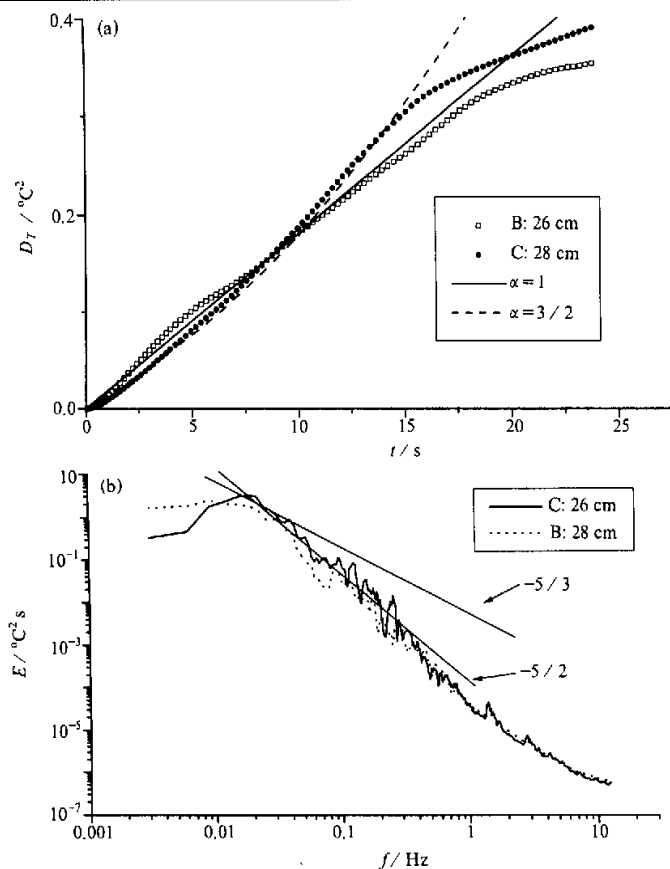 (a)
0.4
0.2
0.0
D_T / °C²
0 5 10 15 20 25
t / s
B: 26 cm
C: 28 cm
α = 1
α = 3 / 2
(b)
10
10⁻¹
10⁻³
10⁻⁵
10⁻⁷
E / °C² s
0.001 0.01 0.1 1 10
f / Hz
C: 26 cm
B: 28 cm
−5 / 3
−5 / 2